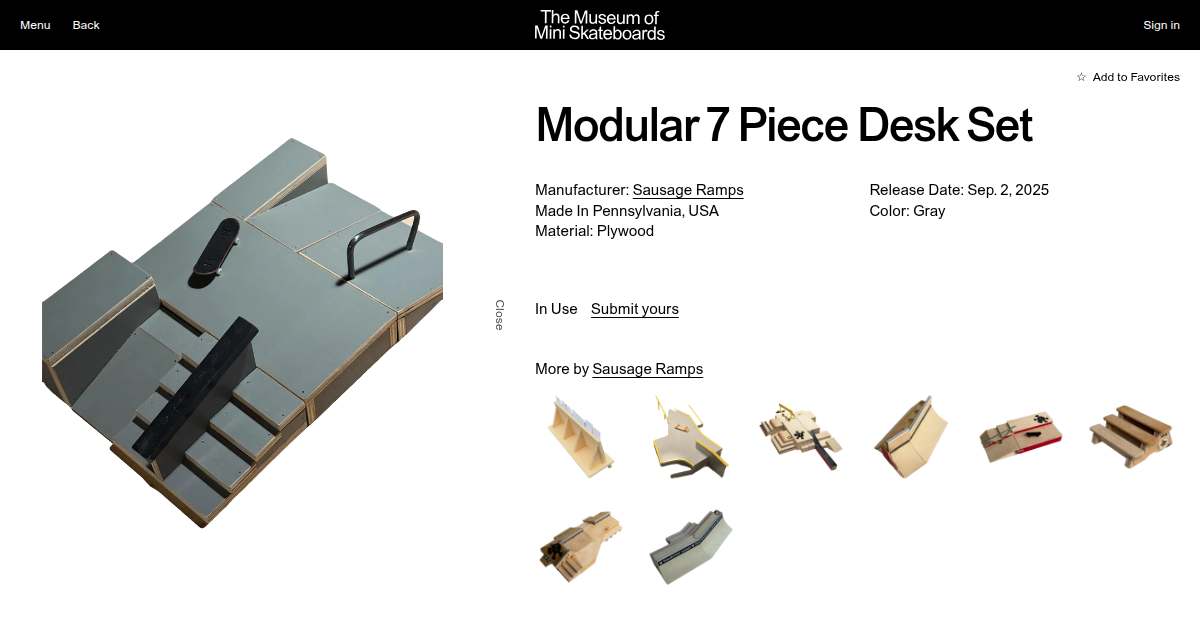 Menu
Back
The Museum of
Mini Skateboards
Sign in
☆ Add to Favorites
Modular 7 Piece Desk Set
Manufacturer: Sausage Ramps
Made In Pennsylvania, USA
Material: Plywood
Release Date: Sep. 2, 2025
Color: Gray
Close
In Use
Submit yours
More by Sausage Ramps